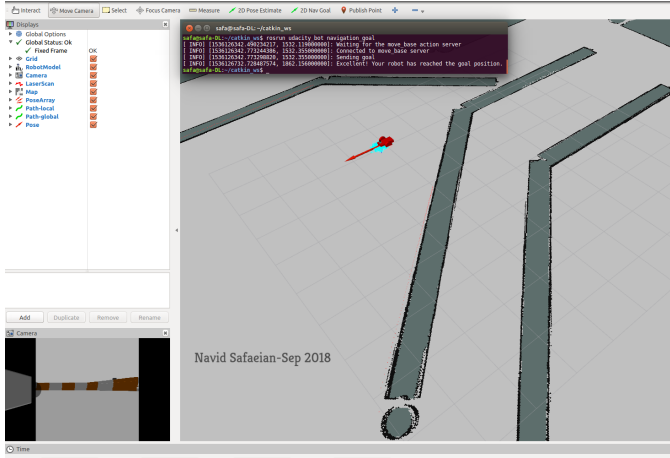 Interact Move Camera Select Focus Camera Measure 2D Pose Estimate 2D Nav Goal Publish Point
Displays
Global Options
Global Status: Ok
Fixed Frame OK
Grid
RobotModel
Camera
LaserScan
Map
PoseArray
Path-local
Path-global
Pose
Add Duplicate Remove Rename
Camera
safa@safa-DL: ~/catkin_ws
safa@safa-DL:~/catkin_ws$ rosrun udacity_bot navigation_goal
[ INFO] [1536126342.490234217, 1532.119000000]: Waiting for the move_base action server
[ INFO] [1536126342.773244386, 1532.355000000]: Connected to move_base server
[ INFO] [1536126342.773298820, 1532.355000000]: Sending goal
[ INFO] [1536126732.728487574, 1862.156000000]: Excellent! Your robot has reached the goal position.
safa@safa-DL:~/catkin_ws$
Navid Safaeian-Sep 2018
Time